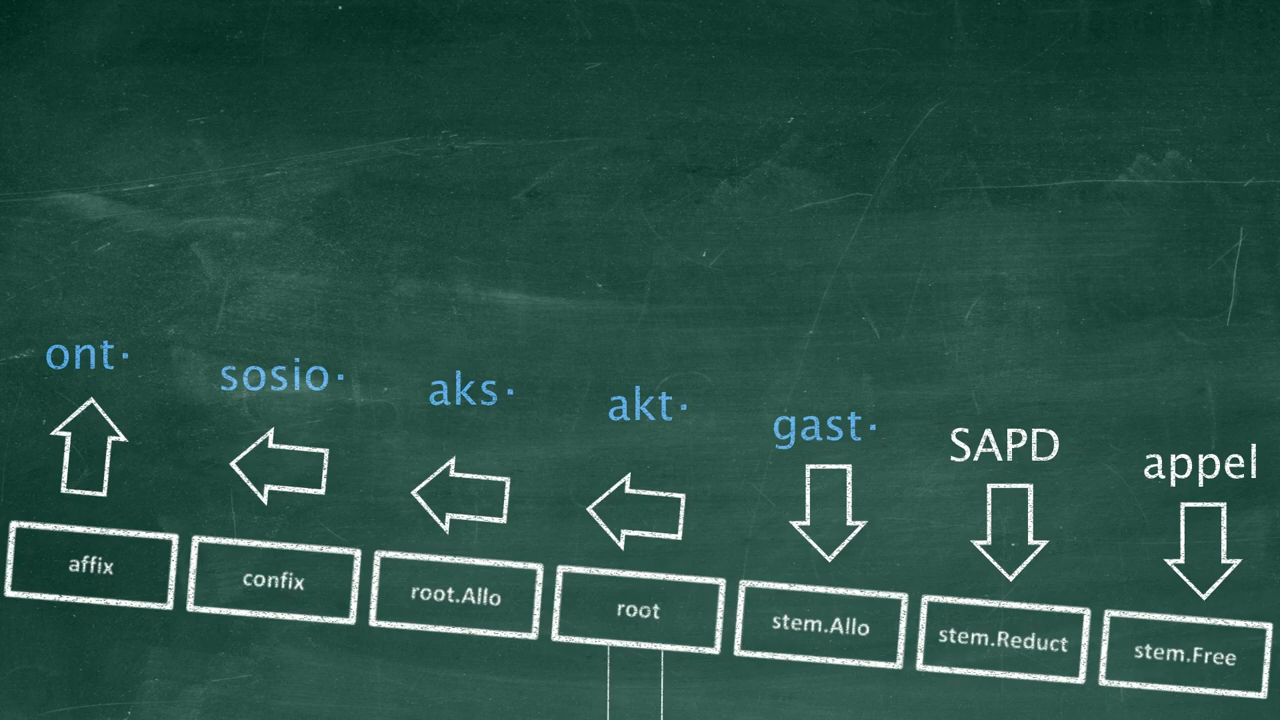 ont·
sosio·
aks·
akt·
gast·
SAPD
appel
affix
confix
root.Allo
root
stem.Allo
stem.Reduct
stem.Free